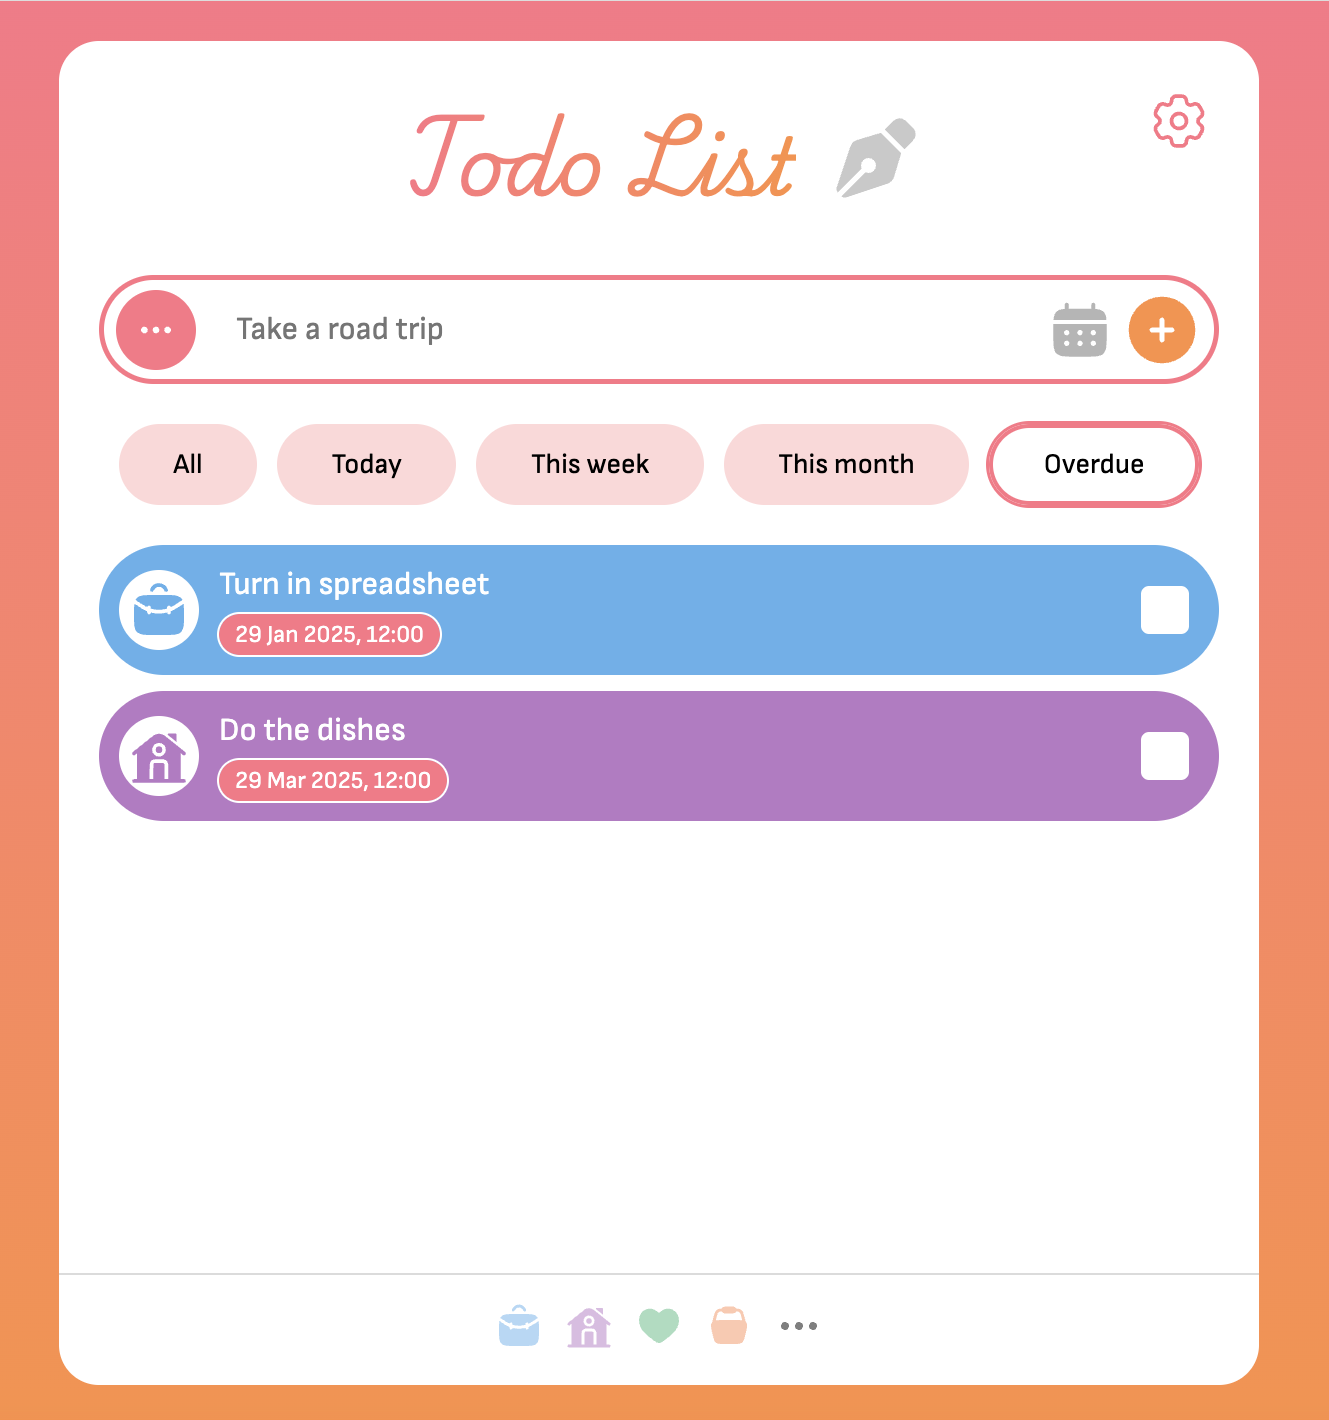 Todo List
Take a road trip
All
Today
This week
This month
Overdue
Turn in spreadsheet
29 Jan 2025, 12:00
Do the dishes
29 Mar 2025, 12:00